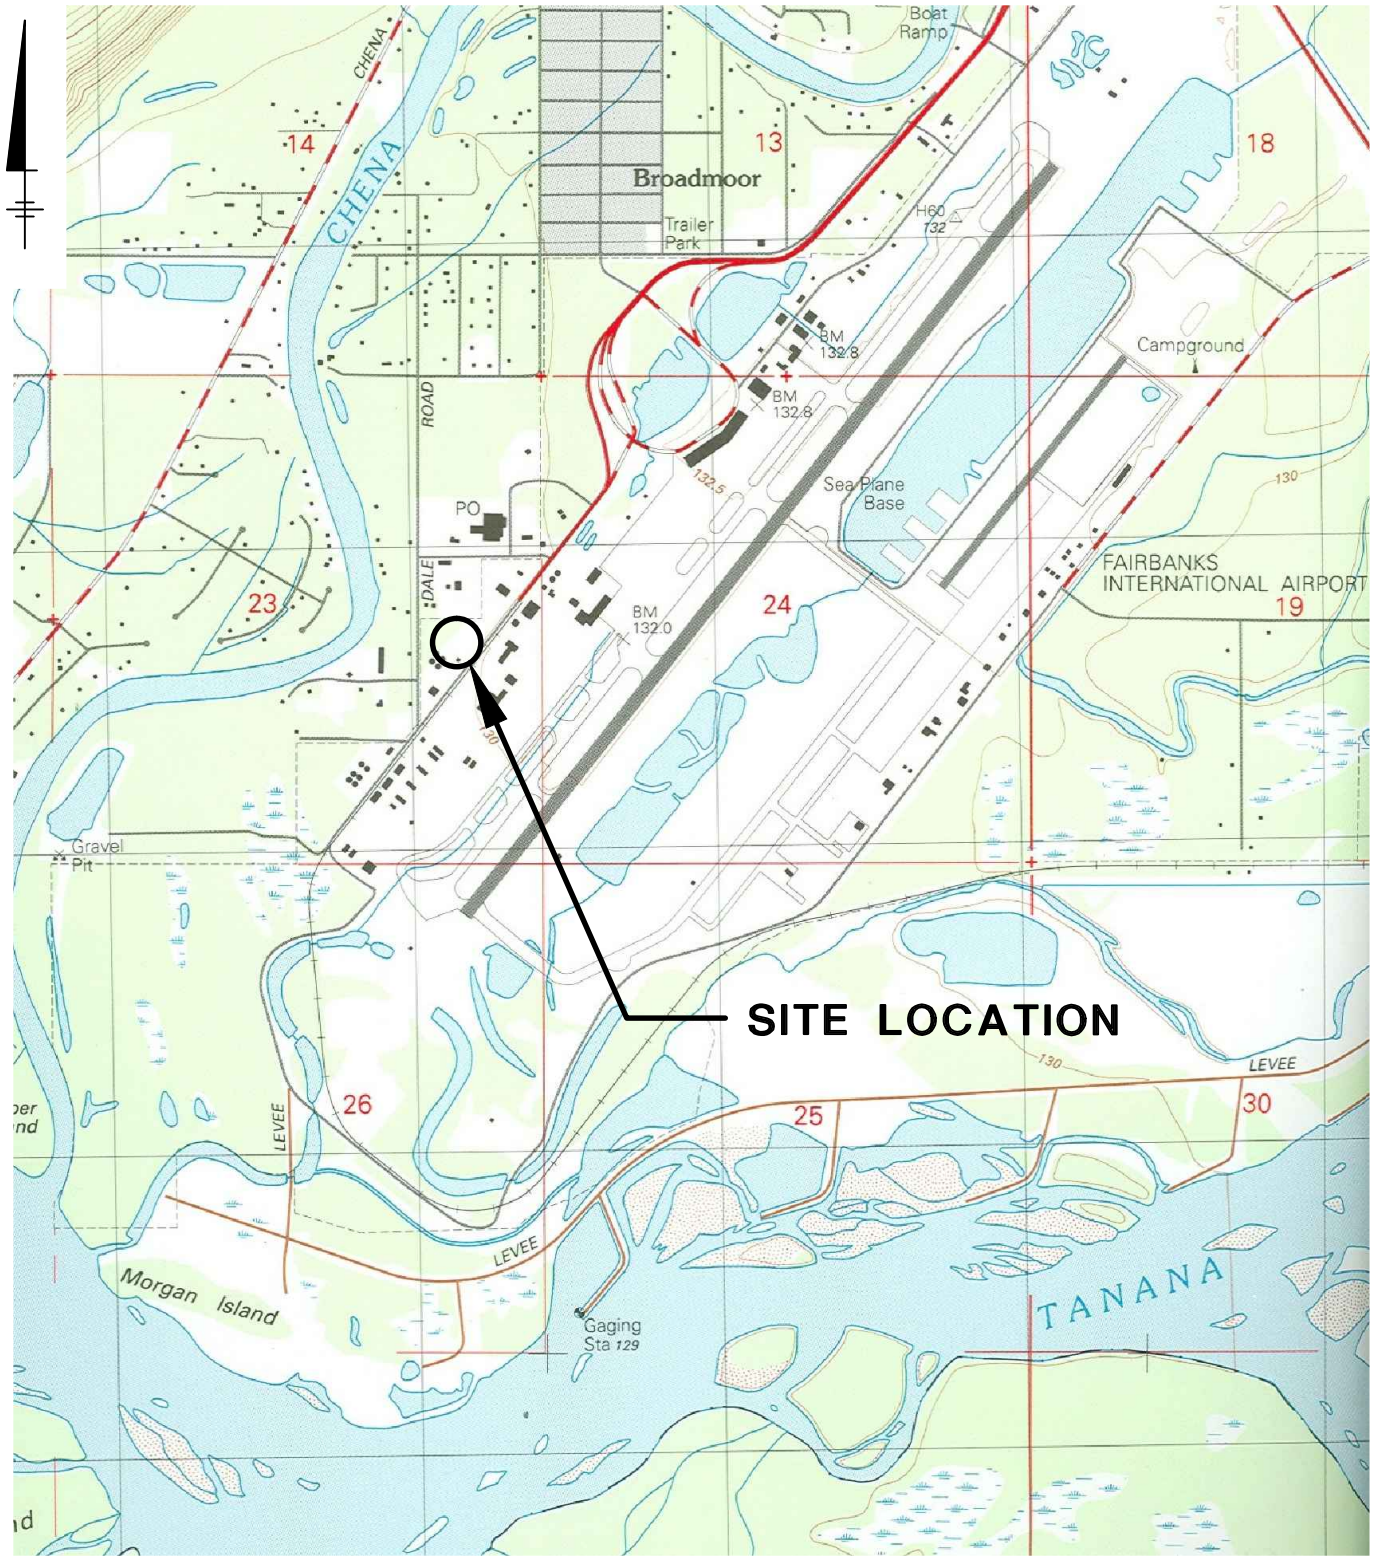 Boat
Ramp
CHENA
14
13
18
CHENA
Broadmoor
H60
132
Trailer
Park
BM
132.8
Campground
ROAD
BM
132.8
132.5
Sea Plane
Base
130
PO
FAIRBANKS
INTERNATIONAL AIRPORT
DALE
23
24
19
BM
132.0
Gravel
Pit
SITE LOCATION
130
LEVEE
26
25
30
LEVEE
LEVEE
Morgan Island
TANANA
Gaging
Sta 129